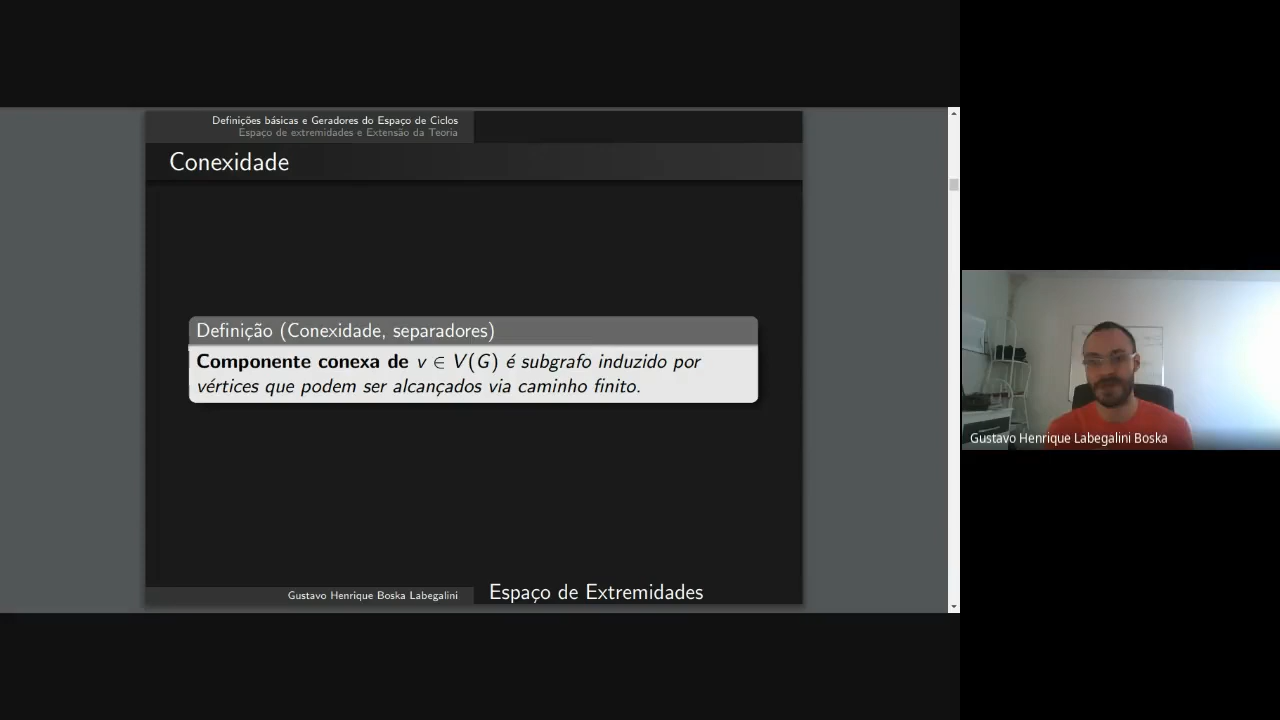 Definições básicas e Geradores do Espaço de Ciclos
Espaço de extremidades e Extensão da Teoria
Conexidade
Definição (Conexidade, separadores)
Componente conexa de v ∈ V(G) é subgrafo induzido por
vértices que podem ser alcançados via caminho finito.
Gustavo Henrique Boska Labegalini
Espaço de Extremidades
Gustavo Henrique Labegalini Boska